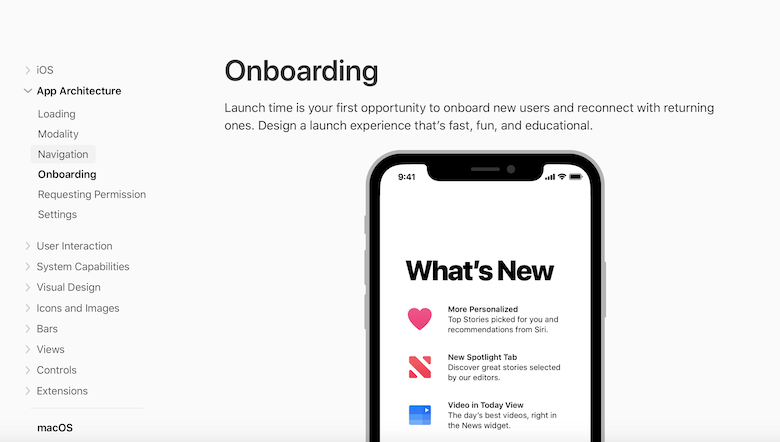 iOS
App Architecture
Loading
Modality
Navigation
Onboarding
Requesting Permission
Settings
User Interaction
System Capabilities
Visual Design
Icons and Images
Bars
Views
Controls
Extensions
macOS
Onboarding
Launch time is your first opportunity to onboard new users and reconnect with returning
ones. Design a launch experience that’s fast, fun, and educational.
9:41
What’s New
More Personalized
Top Stories picked for you and
recommendations from Siri.
New Spotlight Tab
Discover great stories selected
by our editors.
Video in Today View
The day’s best videos, right in
the News widget.